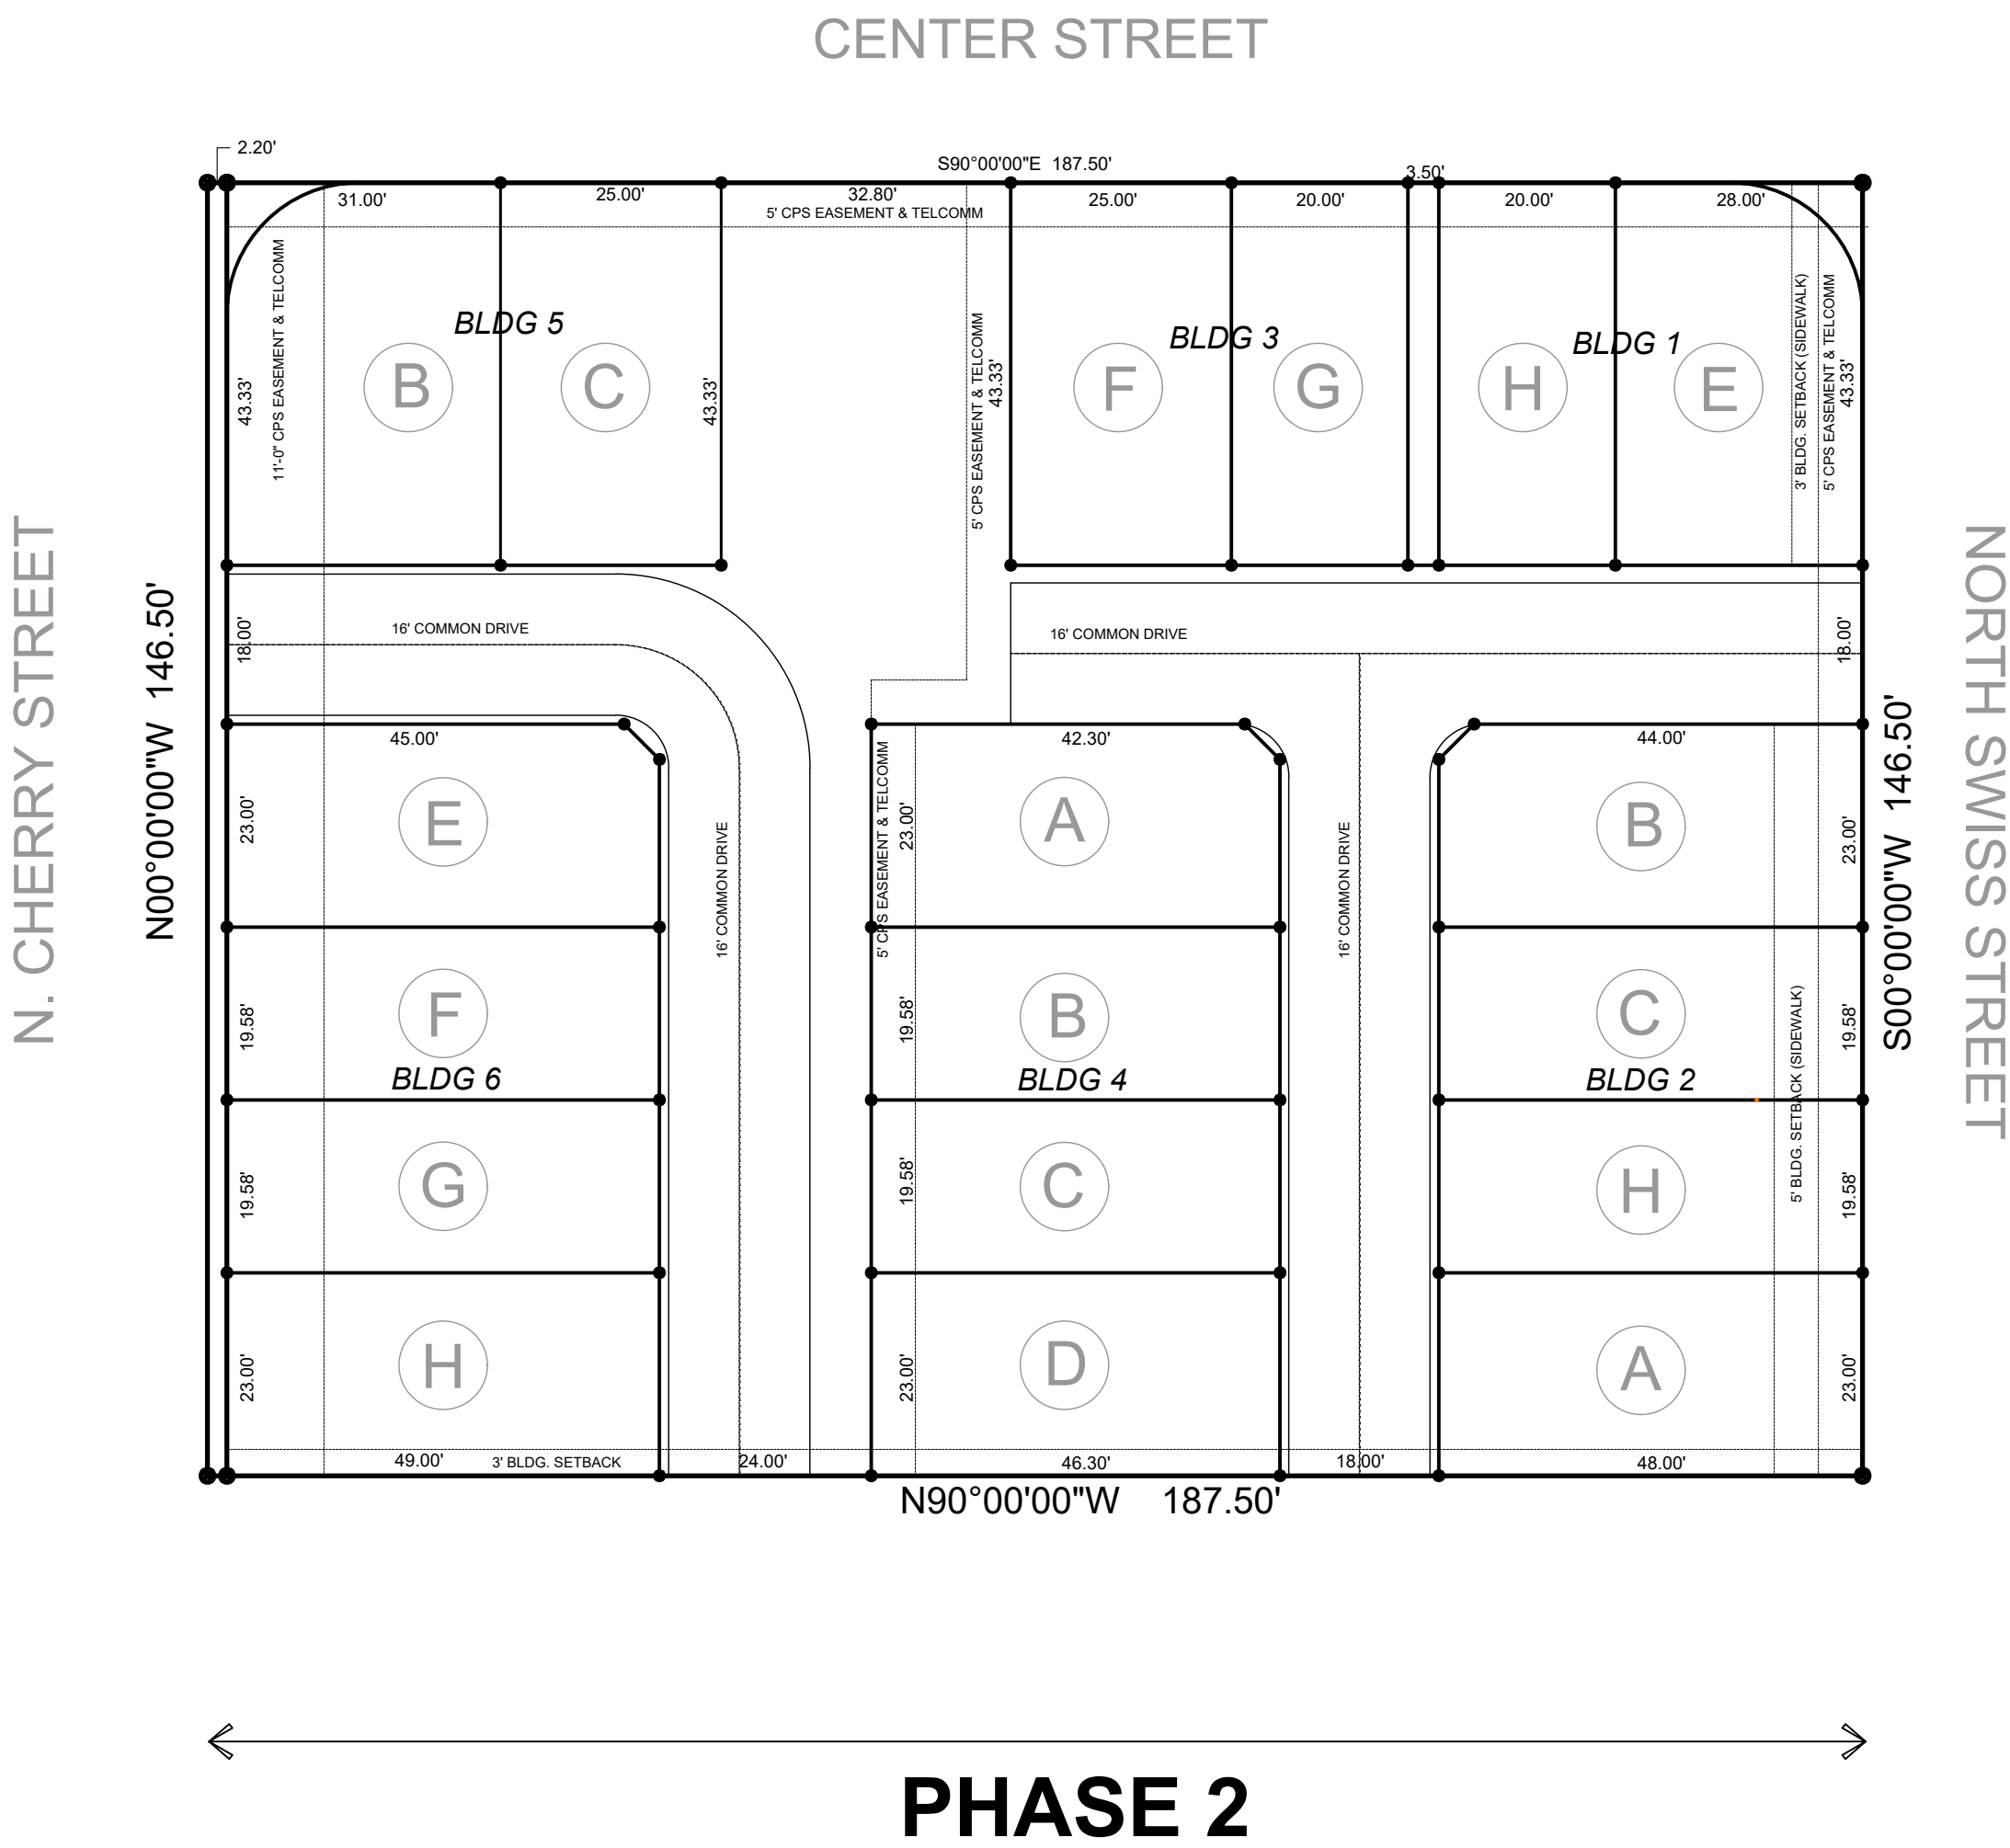 CENTER STREET
2.20'
S90°00'00"E 187.50'
3.50'
31.00'
25.00'
32.80'
25.00'
20.00'
20.00'
28.00'
5' CPS EASEMENT & TELCOMM
11'-0" CPS EASEMENT & TELCOMM
43.33'
BLDG 5
B
C
43.33'
5' CPS EASEMENT & TELCOMM
43.33'
BLDG 3
F
G
BLDG 1
H
E
3' BLDG. SETBACK (SIDEWALK)
5' CPS EASEMENT & TELCOMM
43.33'
N. CHERRY STREET
N00°00'00"W 146.50'
NORTH SWISS STREET
S00°00'00"W 146.50'
18.00'
16' COMMON DRIVE
16' COMMON DRIVE
18.00'
45.00'
42.30'
44.00'
23.00'
E
16' COMMON DRIVE
5' CPS EASEMENT & TELCOMM
23.00'
A
16' COMMON DRIVE
B
23.00'
19.58'
F
19.58'
B
C
19.58'
BLDG 6
BLDG 4
BLDG 2
5' BLDG. SETBACK (SIDEWALK)
19.58'
G
19.58'
C
H
19.58'
23.00'
H
23.00'
D
A
23.00'
49.00'
3' BLDG. SETBACK
24.00'
46.30'
18.00'
48.00'
N90°00'00"W 187.50'
PHASE 2